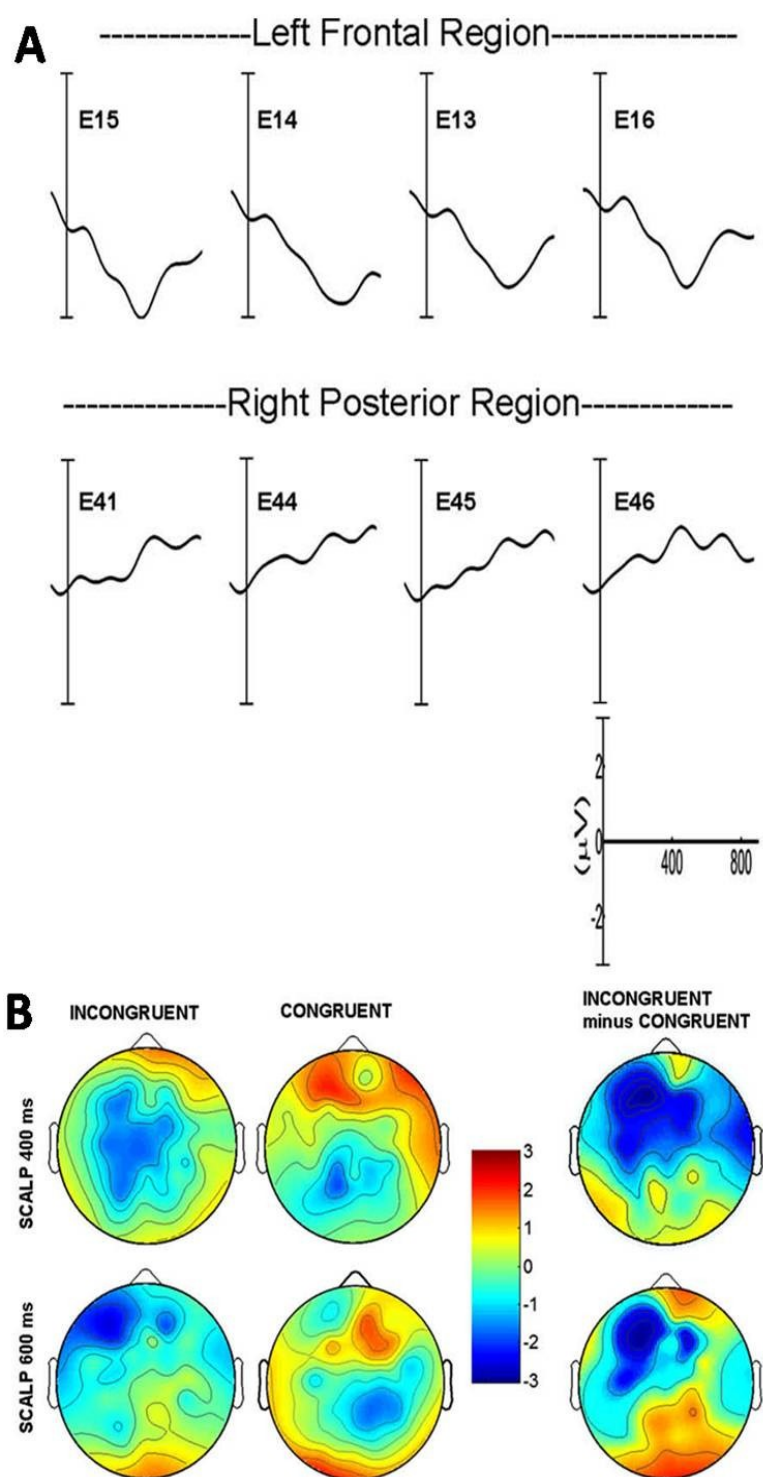 A
-------------Left Frontal Region----------------
E15 E14 E13 E16
--------------Right Posterior Region-------------
E41 E44 E45 E46
2
(µV)
0
400 800
-2
B
INCONGRUENT CONGRUENT INCONGRUENT
minus CONGRUENT
SCALP 400 ms
3
2
1
0
-1
-2
-3
SCALP 600 ms